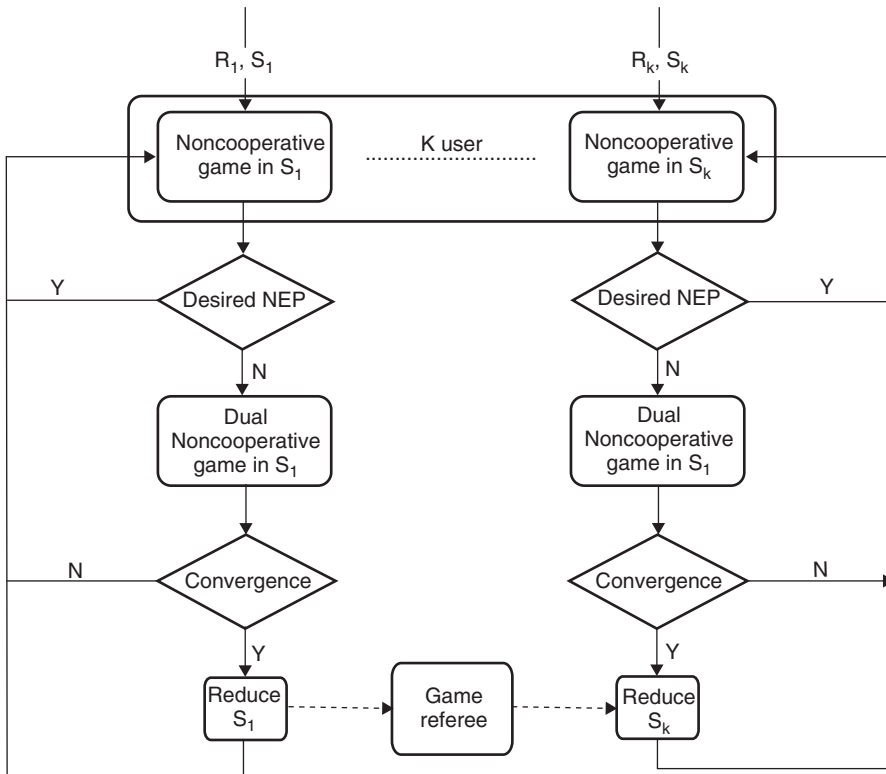 R₁, S₁
Rₖ, Sₖ
Noncooperative
game in S₁
K user
Noncooperative
game in Sₖ
Y
Desired NEP
Desired NEP
Y
N
N
Dual
Noncooperative
game in S₁
Dual
Noncooperative
game in S₁
N
Convergence
Convergence
N
Y
Y
Reduce
S₁
Game
referee
Reduce
Sₖ